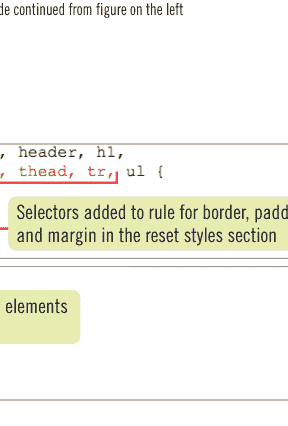 de continued from figure on the left
, header, h1,
, thead, tr, ul {
Selectors added to rule for border, padd
and margin in the reset styles section
elements